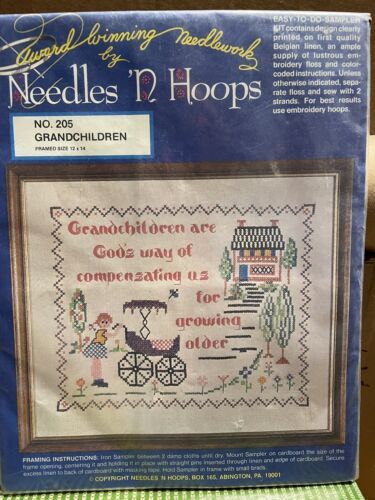 Award Winning Needlework
by
Needles 'N Hoops
EASY-TO-DO-SAMPLER
KIT contains design clearly
printed on first quality
Belgian linen, an ample
supply of lustrous em-
broidery floss and color-
coded instructions. Unless
otherwise indicated, sepa-
rate floss and sew with 2
strands. For best results
use embroidery hoops.
NO. 205
GRANDCHILDREN
FRAMED SIZE 12 x 14
Grandchildren are
God's way of
compensating us
for
growing
older
FRAMING INSTRUCTIONS: Iron Sampler between 2 damp cloths until dry. Mount Sampler on cardboard the size of the
frame opening, centering it and holding it in place with straight pins inserted through linen and edge of cardboard. Secure
excess linen to back of cardboard with masking tape. Hold Sampler in frame with small brads.
© COPYRIGHT NEEDLES 'N HOOPS, BOX 165, ABINGTON, PA. 19001